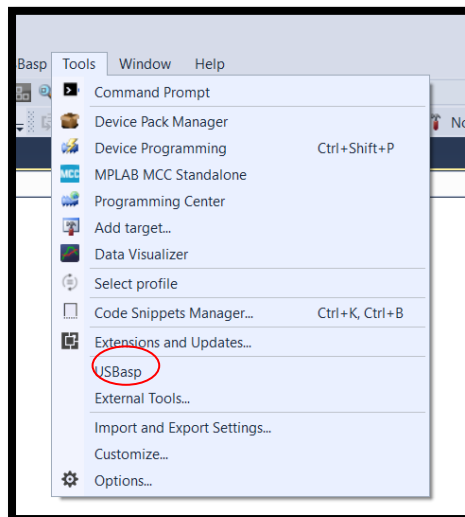 Basp Tools Window Help
Command Prompt
Device Pack Manager
Device Programming Ctrl+Shift+P
MCC MPLAB MCC Standalone
Programming Center
Add target...
Data Visualizer
Select profile
Code Snippets Manager... Ctrl+K, Ctrl+B
Extensions and Updates...
USBasp
External Tools...
Import and Export Settings...
Customize...
Options...